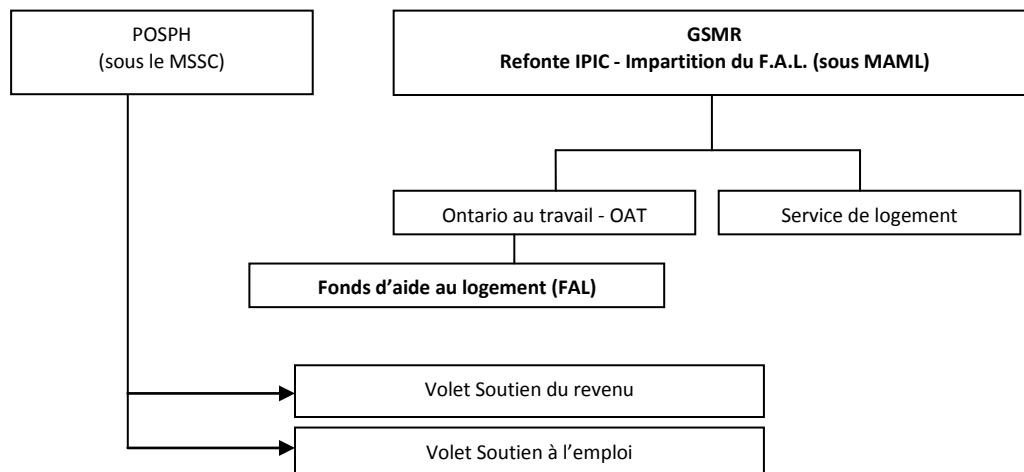 POSPH
(sous le MSSC)
GSMR
Refonte IPIC - Impartition du F.A.L. (sous MAML)
Ontario au travail - OAT
Service de logement
Fonds d’aide au logement (FAL)
Volet Soutien du revenu
Volet Soutien à l’emploi